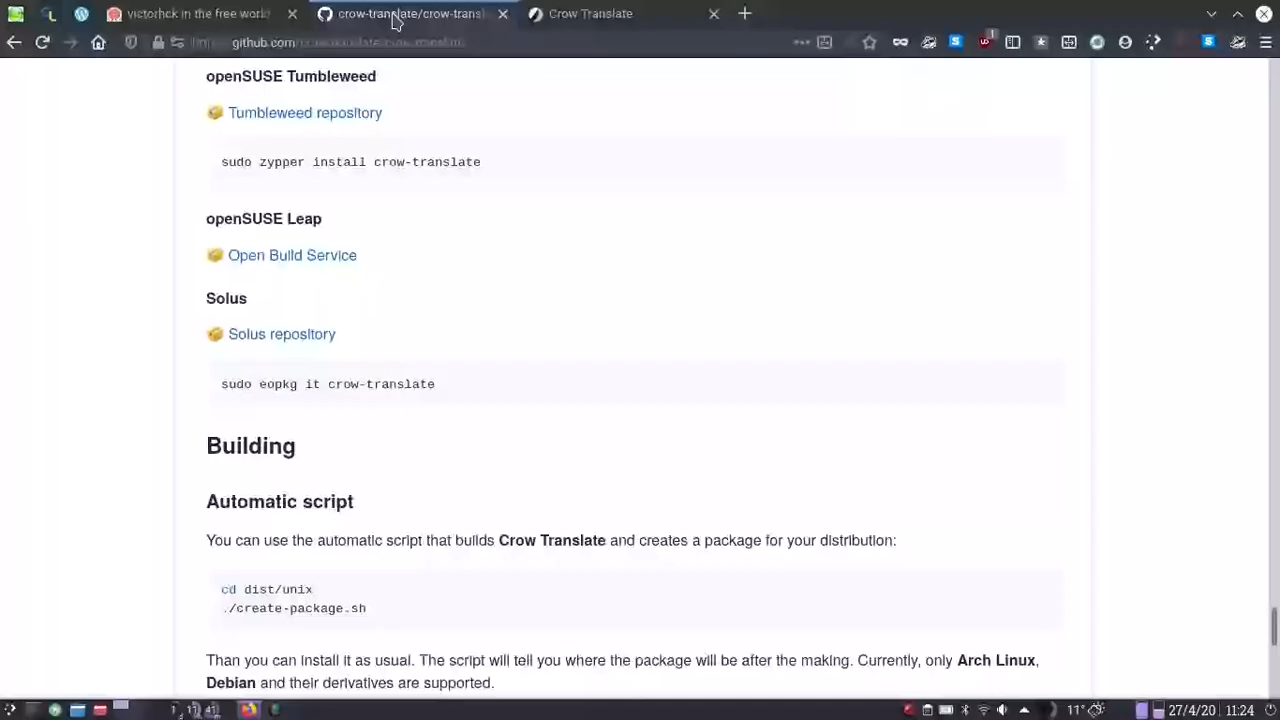 victorhck in the free world
crow-translate/crow-transl
Crow Translate
github.com
openSUSE Tumbleweed
Tumbleweed repository
sudo zypper install crow-translate
openSUSE Leap
Open Build Service
Solus
Solus repository
sudo eopkg it crow-translate
Building
Automatic script
You can use the automatic script that builds Crow Translate and creates a package for your distribution:
cd dist/unix
./create-package.sh
Than you can install it as usual. The script will tell you where the package will be after the making. Currently, only Arch Linux,
Debian and their derivatives are supported.
11° 27/4/20 11:24